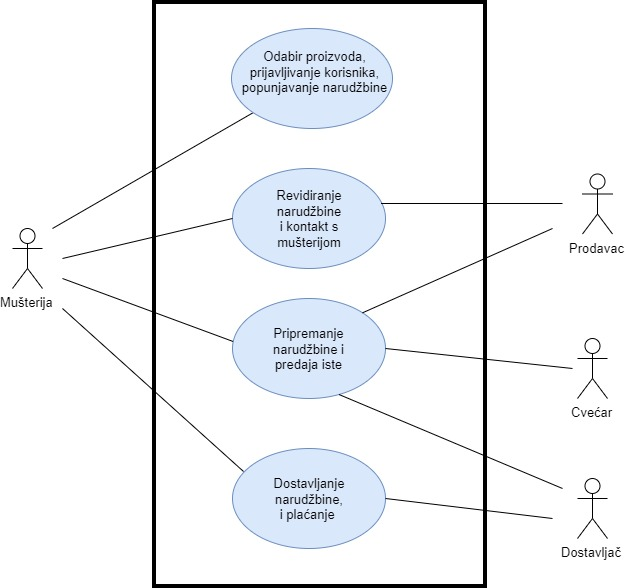 Odabir proizvoda,
prijavljivanje korisnika,
popunjavanje narudžbine
Revidiranje
narudžbine
i kontakt s
mušterijom
Prodavac
Mušterija
Pripremanje
narudžbine i
predaja iste
Cvećar
Dostavljanje
narudžbine,
i plaćanje
Dostavljač